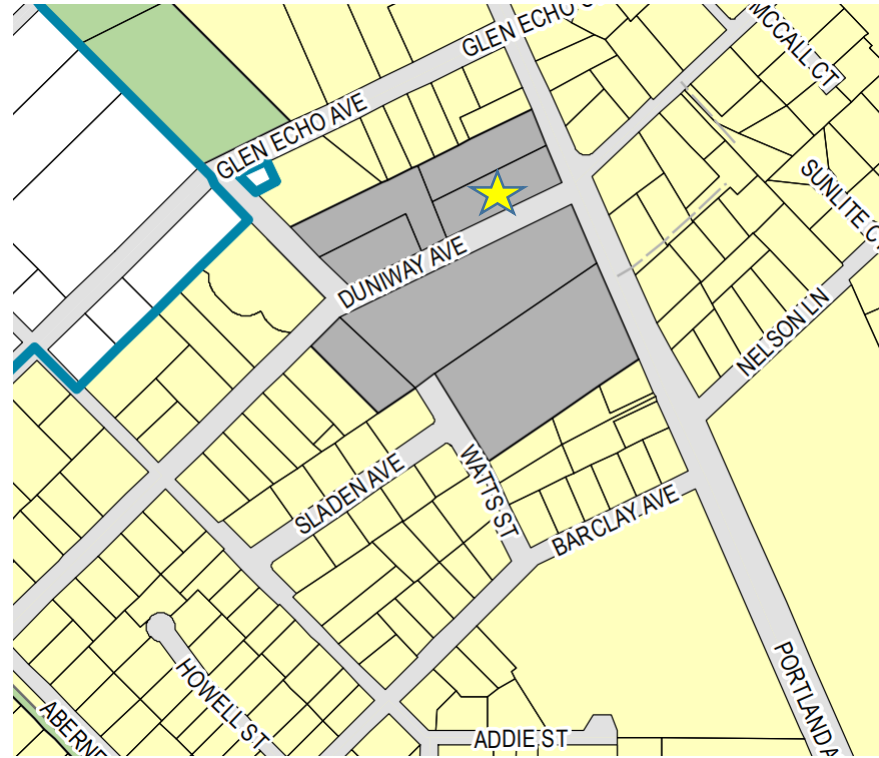 GLEN ECHO
MCCALL CT
GLEN ECHO AVE
SUNLITE
DUNIWAY AVE
NELSON LN
SLADEN AVE
WATTS ST
BARCLAY AVE
HOWELL ST
PORTLAND A
ABERNE
ADDIE ST